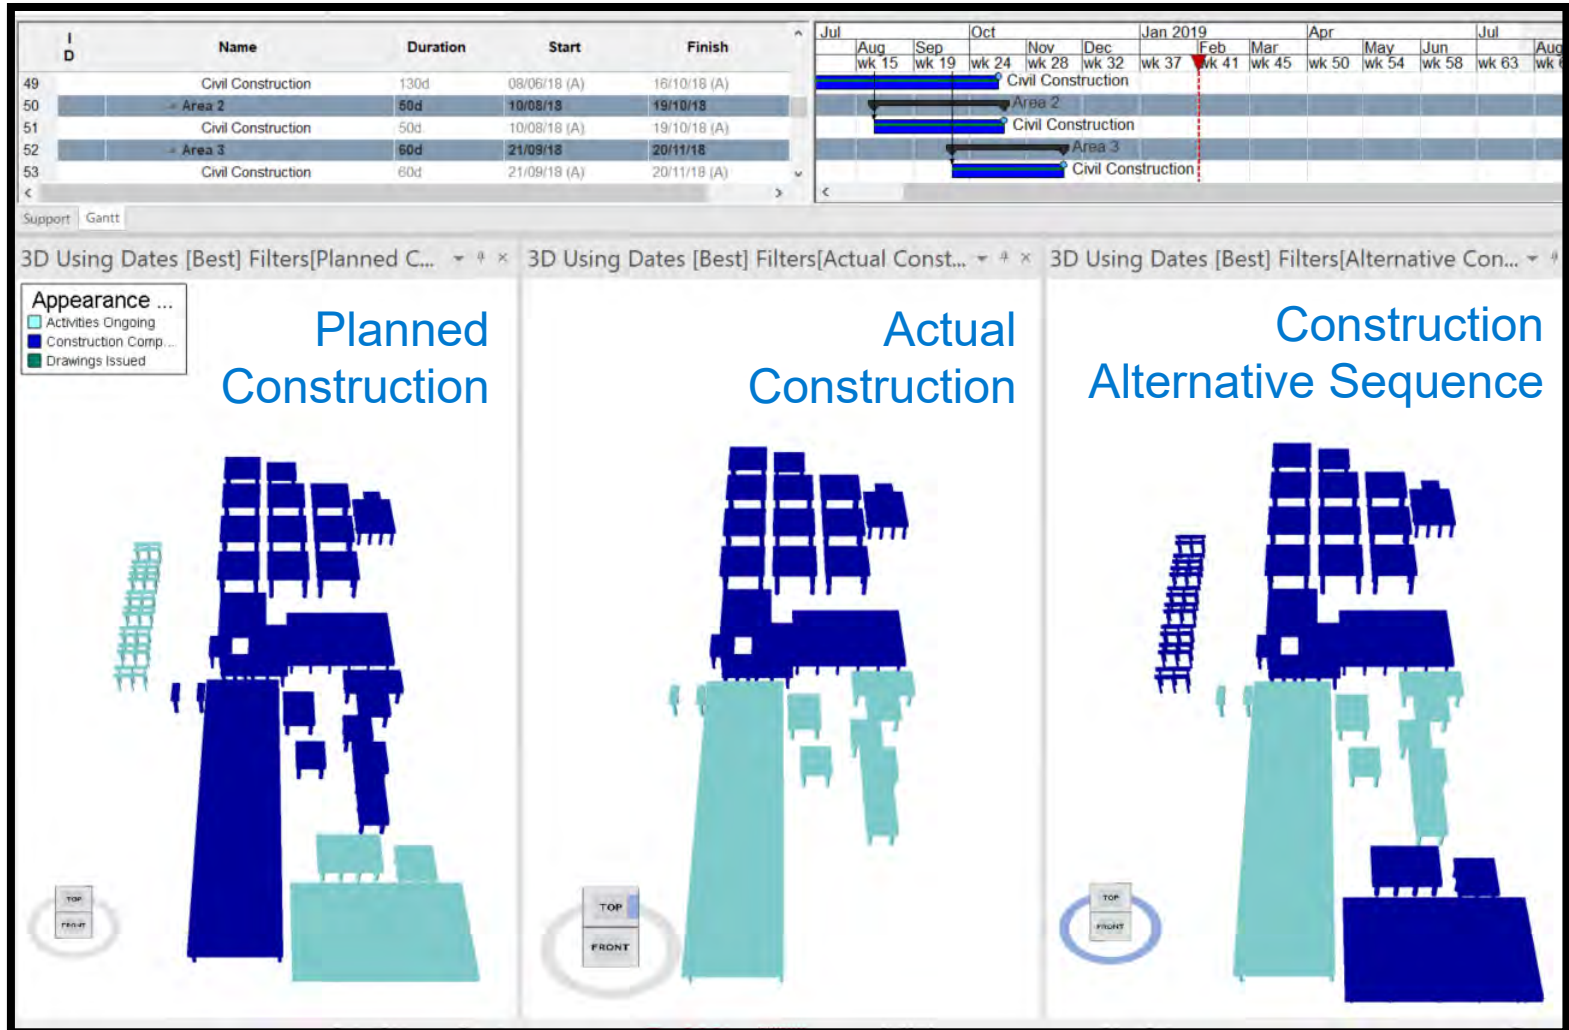 I
D Name Duration Start Finish
49 Civil Construction 130d 08/06/18 (A) 16/10/18 (A)
50 Area 2 50d 10/08/18 19/10/18
51 Civil Construction 50d 10/08/18 (A) 19/10/18 (A)
52 Area 3 60d 21/09/18 20/11/18
53 Civil Construction 60d 21/09/18 (A) 20/11/18 (A)
Jul Oct Jan 2019 Apr Jul
Aug Sep Nov Dec Feb Mar May Jun Aug
wk 15 wk 19 wk 24 wk 28 wk 32 wk 37 wk 41 wk 45 wk 50 wk 54 wk 58 wk 63 wk
Civil Construction
Area 2
Civil Construction
Area 3
Civil Construction
Support Gantt
3D Using Dates [Best] Filters[Planned C...
3D Using Dates [Best] Filters[Actual Const...
3D Using Dates [Best] Filters[Alternative Con...
Appearance ...
Activities Ongoing
Construction Comp...
Drawings Issued
Planned
Construction
Actual
Construction
Construction
Alternative Sequence
TOP
FRONT
TOP
FRONT
TOP
FRONT